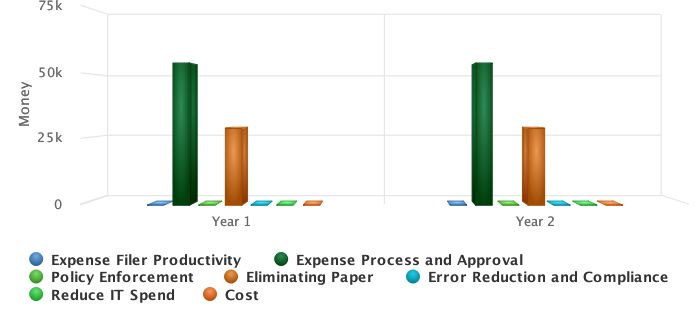 75k
50k
25k
0
Money
Year 1 Year 2
Expense Filer Productivity Expense Process and Approval
Policy Enforcement Eliminating Paper Error Reduction and Compliance
Reduce IT Spend Cost